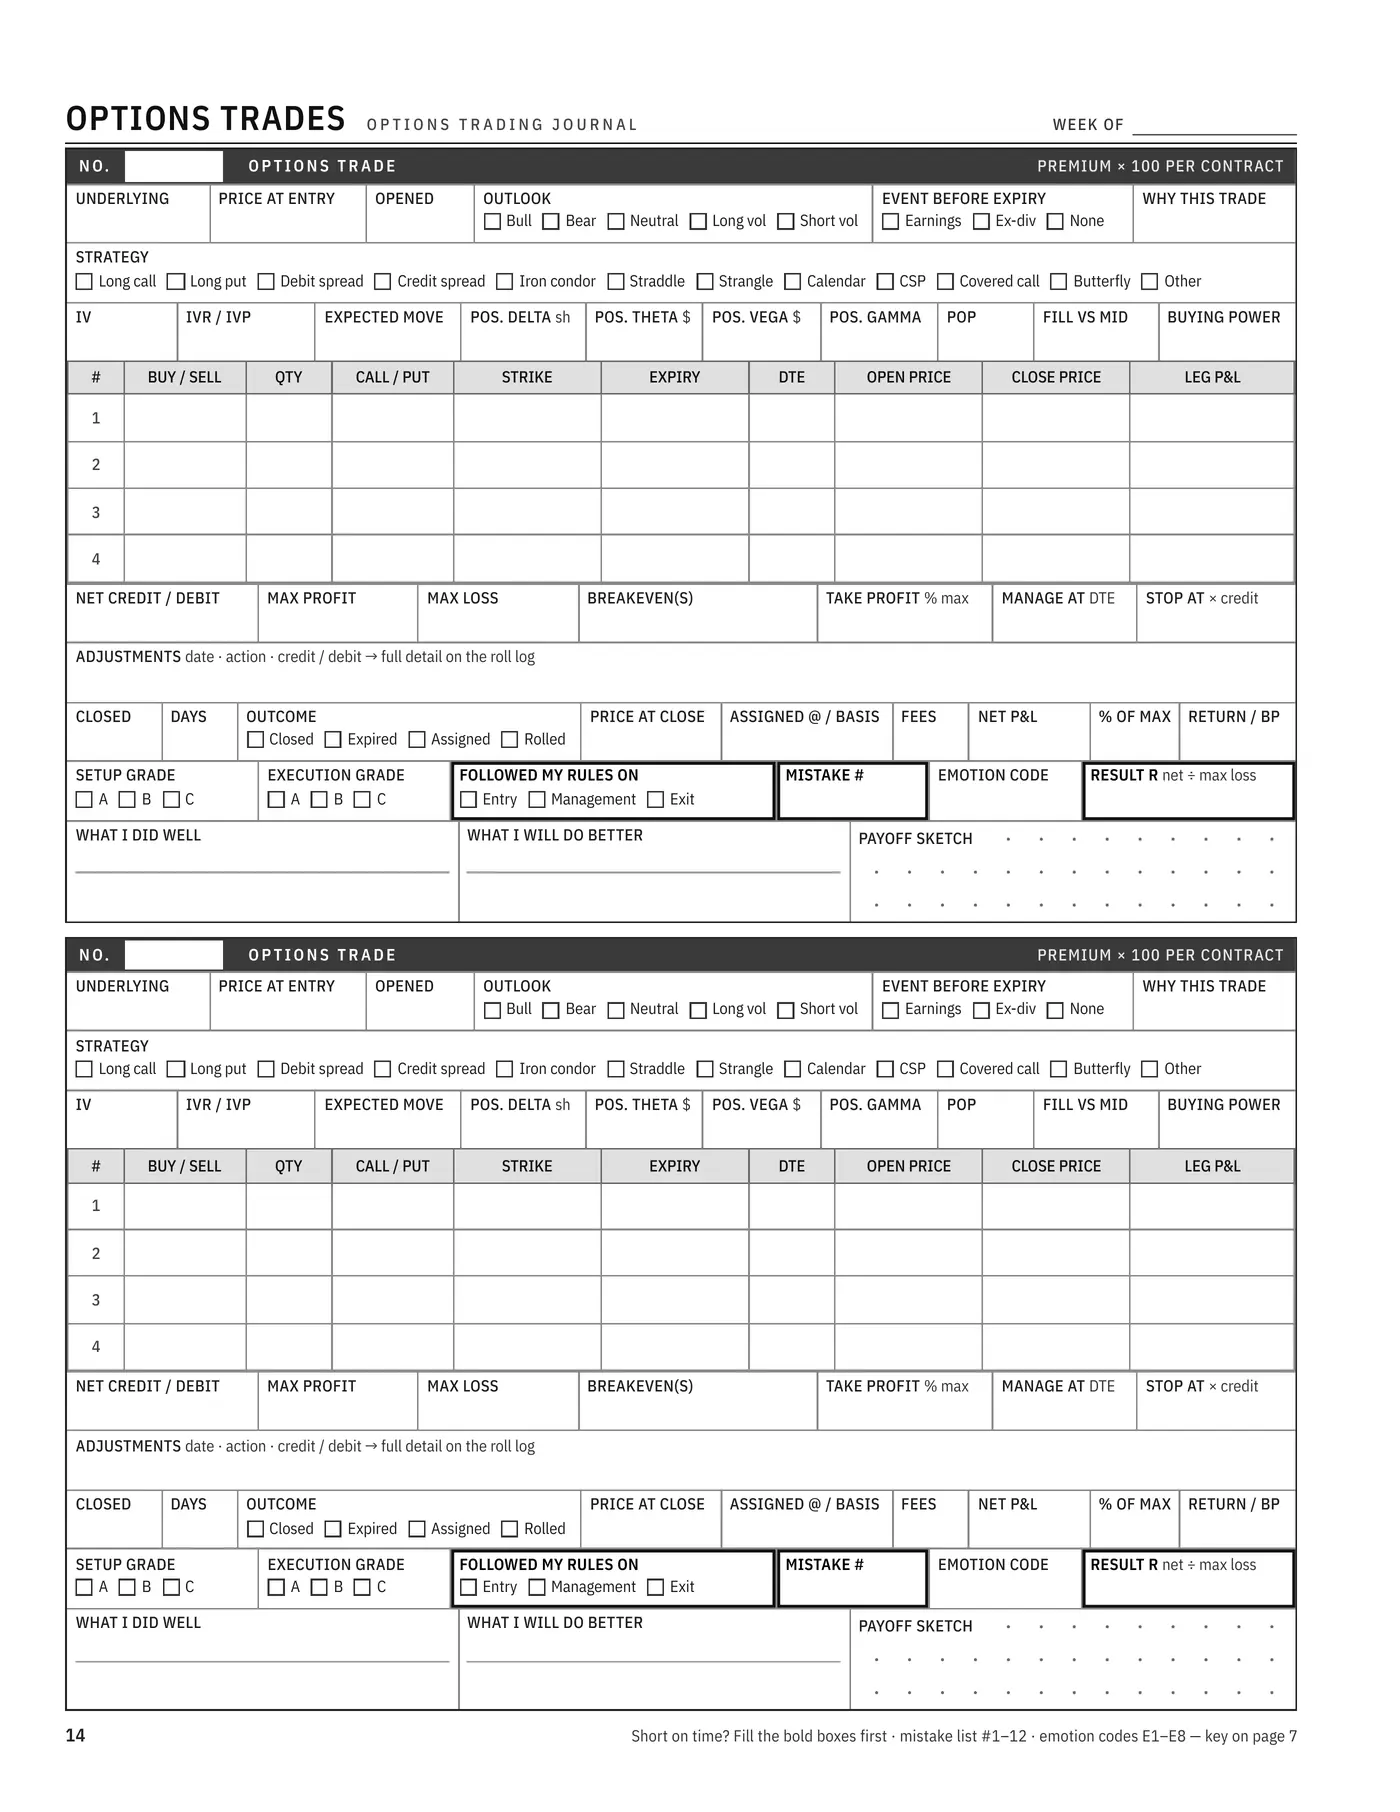 OPTIONS TRADES OPTIONS TRADING JOURNAL WEEK OF
NO. OPTIONS TRADE PREMIUM × 100 PER CONTRACT
UNDERLYING PRICE AT ENTRY OPENED OUTLOOK EVENT BEFORE EXPIRY WHY THIS TRADE
Bull Bear Neutral Long vol Short vol Earnings Ex-div None
STRATEGY
Long call Long put Debit spread Credit spread Iron condor Straddle Strangle Calendar CSP Covered call Butterfly Other
IV IVR / IVP EXPECTED MOVE POS. DELTA sh POS. THETA $ POS. VEGA $ POS. GAMMA POP FILL VS MID BUYING POWER
# BUY / SELL QTY CALL / PUT STRIKE EXPIRY DTE OPEN PRICE CLOSE PRICE LEG P&L
1
2
3
4
NET CREDIT / DEBIT MAX PROFIT MAX LOSS BREAKEVEN(S) TAKE PROFIT % max MANAGE AT DTE STOP AT × credit
ADJUSTMENTS date · action · credit / debit → full detail on the roll log
CLOSED DAYS OUTCOME PRICE AT CLOSE ASSIGNED @ / BASIS FEES NET P&L % OF MAX RETURN / BP
Closed Expired Assigned Rolled
SETUP GRADE EXECUTION GRADE FOLLOWED MY RULES ON MISTAKE # EMOTION CODE RESULT R net ÷ max loss
A B C A B C Entry Management Exit
WHAT I DID WELL WHAT I WILL DO BETTER PAYOFF SKETCH
NO. OPTIONS TRADE PREMIUM × 100 PER CONTRACT
UNDERLYING PRICE AT ENTRY OPENED OUTLOOK EVENT BEFORE EXPIRY WHY THIS TRADE
Bull Bear Neutral Long vol Short vol Earnings Ex-div None
STRATEGY
Long call Long put Debit spread Credit spread Iron condor Straddle Strangle Calendar CSP Covered call Butterfly Other
IV IVR / IVP EXPECTED MOVE POS. DELTA sh POS. THETA $ POS. VEGA $ POS. GAMMA POP FILL VS MID BUYING POWER
# BUY / SELL QTY CALL / PUT STRIKE EXPIRY DTE OPEN PRICE CLOSE PRICE LEG P&L
1
2
3
4
NET CREDIT / DEBIT MAX PROFIT MAX LOSS BREAKEVEN(S) TAKE PROFIT % max MANAGE AT DTE STOP AT × credit
ADJUSTMENTS date · action · credit / debit → full detail on the roll log
CLOSED DAYS OUTCOME PRICE AT CLOSE ASSIGNED @ / BASIS FEES NET P&L % OF MAX RETURN / BP
Closed Expired Assigned Rolled
SETUP GRADE EXECUTION GRADE FOLLOWED MY RULES ON MISTAKE # EMOTION CODE RESULT R net ÷ max loss
A B C A B C Entry Management Exit
WHAT I DID WELL WHAT I WILL DO BETTER PAYOFF SKETCH
14 Short on time? Fill the bold boxes first · mistake list #1–12 · emotion codes E1–E8 — key on page 7